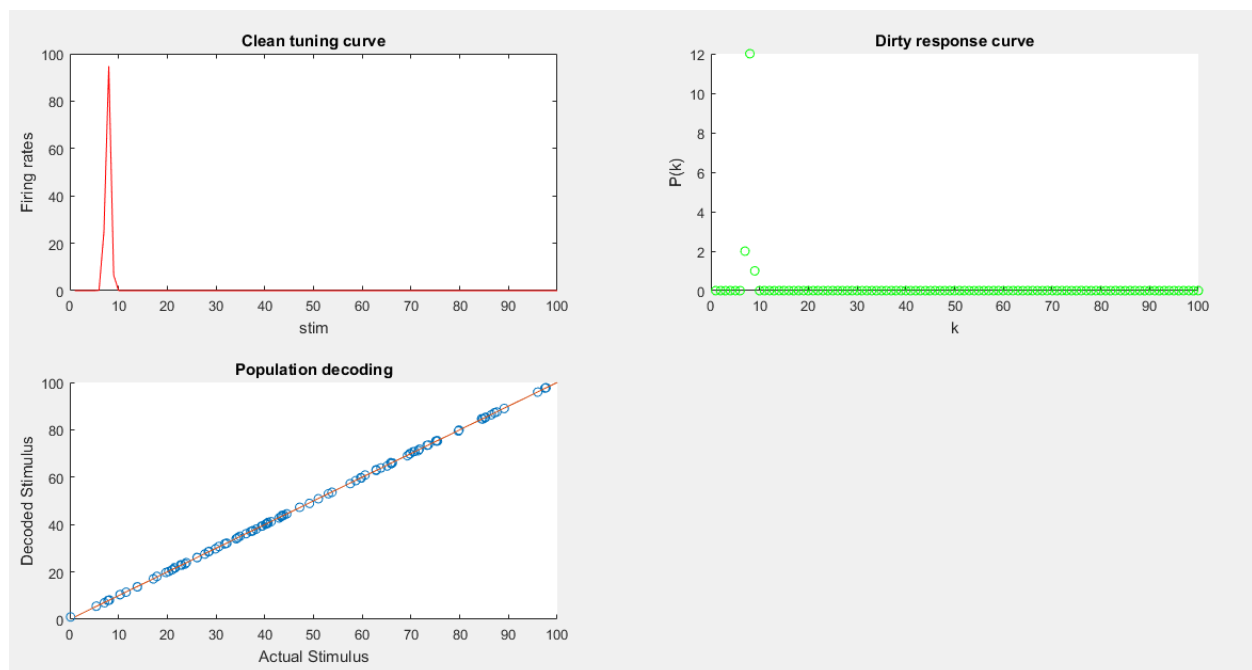 Clean tuning curve
Firing rates
100
80
60
40
20
0
0 10 20 30 40 50 60 70 80 90 100
stim
Dirty response curve
P(k)
12
10
8
6
4
2
0
0 10 20 30 40 50 60 70 80 90 100
k
Population decoding
Decoded Stimulus
100
80
60
40
20
0
0 10 20 30 40 50 60 70 80 90 100
Actual Stimulus